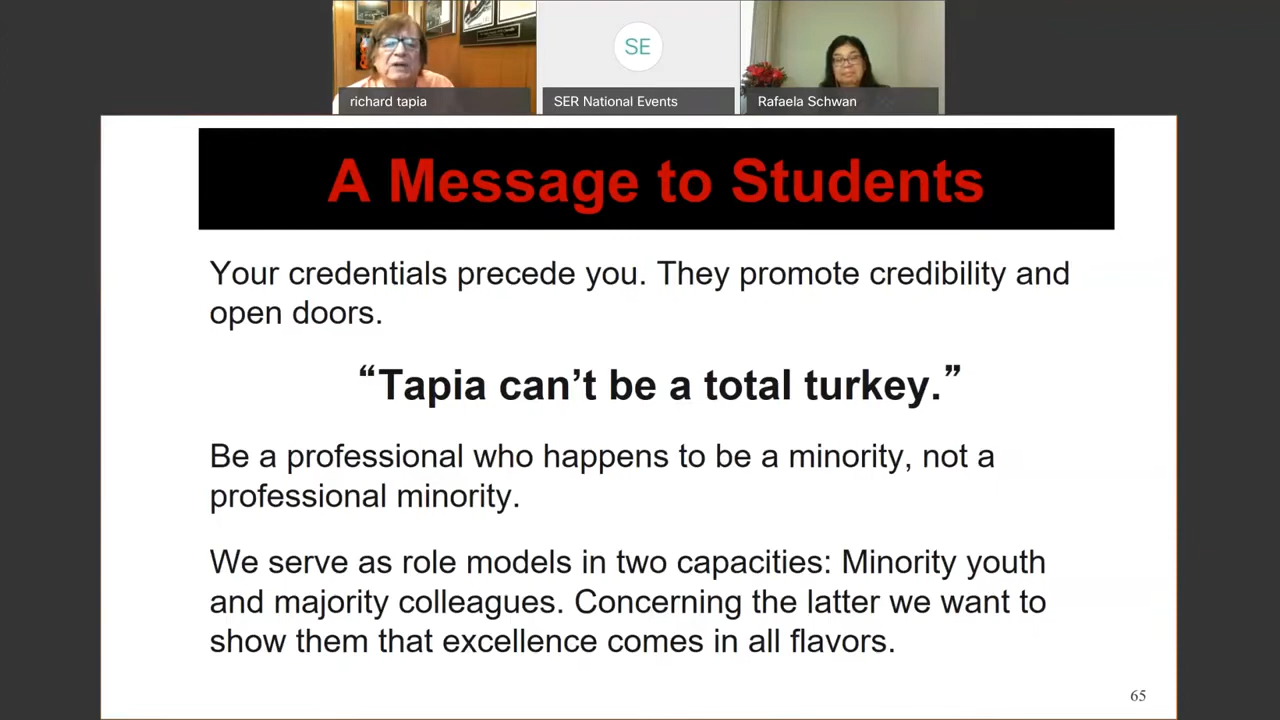 SE
richard tapia
SER National Events
Rafaela Schwan
A Message to Students
Your credentials precede you. They promote credibility and
open doors.
“Tapia can’t be a total turkey.”
Be a professional who happens to be a minority, not a
professional minority.
We serve as role models in two capacities: Minority youth
and majority colleagues. Concerning the latter we want to
show them that excellence comes in all flavors.
65